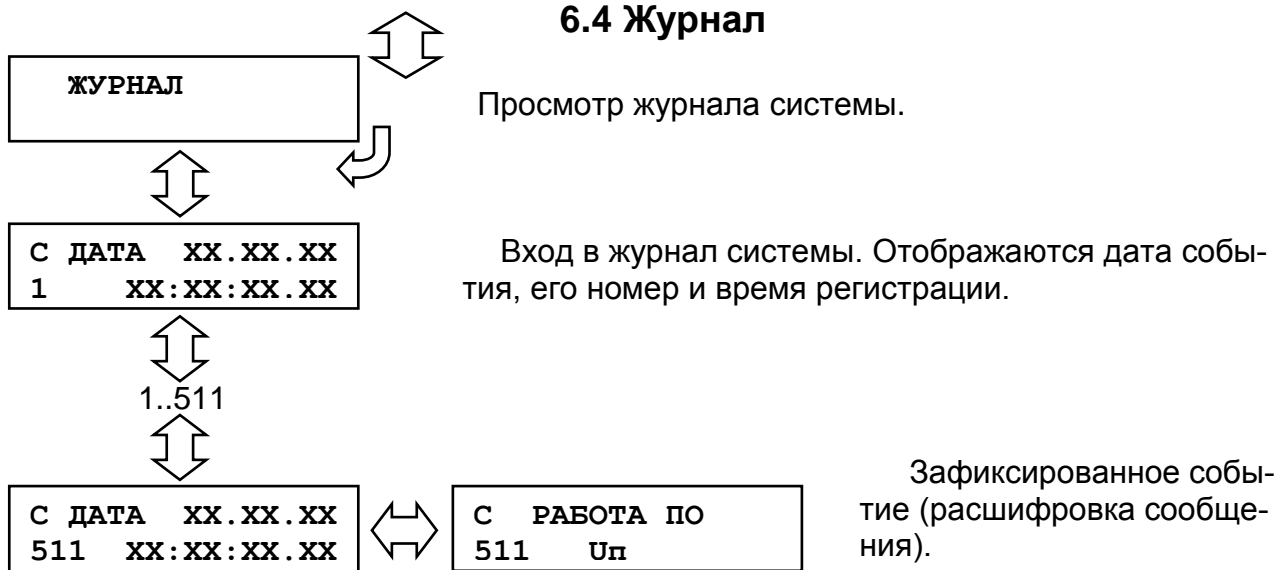 6.4 Журнал
ЖУРНАЛ
Просмотр журнала системы.
С ДАТА XX.XX.XX
1 XX:XX:XX.XX
Вход в журнал системы. Отображаются дата собы-
тия, его номер и время регистрации.
1..511
С ДАТА XX.XX.XX
511 XX:XX:XX.XX
С РАБОТА ПО
511 Uп
Зафиксированное собы-
тие (расшифровка сообще-
ния).